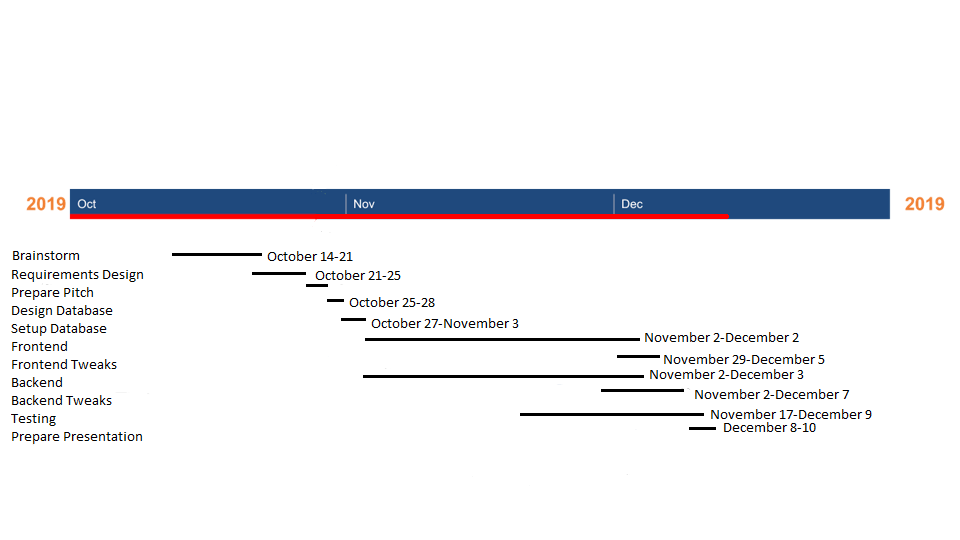 2019 Oct Nov Dec 2019
Brainstorm October 14-21
Requirements Design October 21-25
Prepare Pitch
October 25-28
Design Database
October 27-November 3
Setup Database
November 2-December 2
Frontend
November 29-December 5
Frontend Tweaks
November 2-December 3
Backend
November 2-December 7
Backend Tweaks
November 17-December 9
Testing
December 8-10
Prepare Presentation